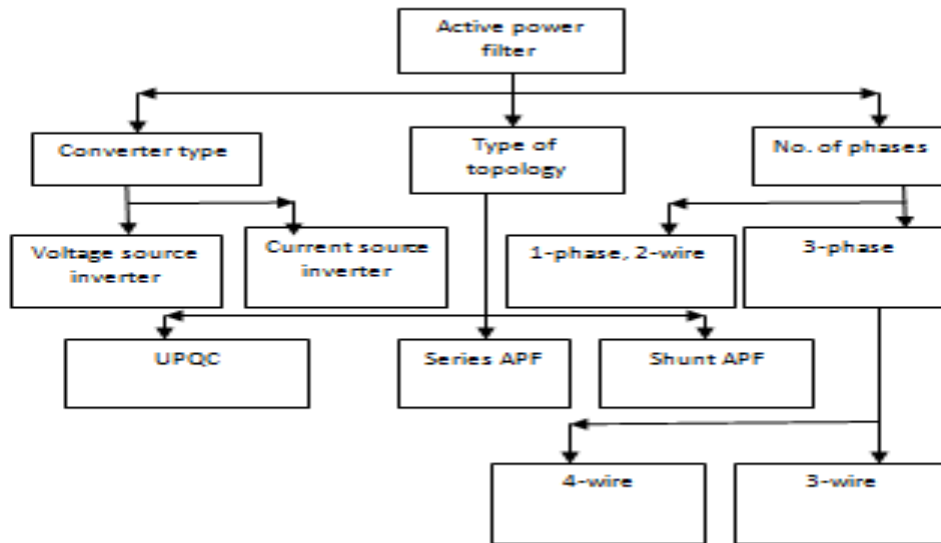 Active power
filter
Converter type
Type of
topology
No. of phases
Voltage source
inverter
Current source
inverter
1-phase, 2-wire
3-phase
UPQC
Series APF
Shunt APF
4-wire
3-wire